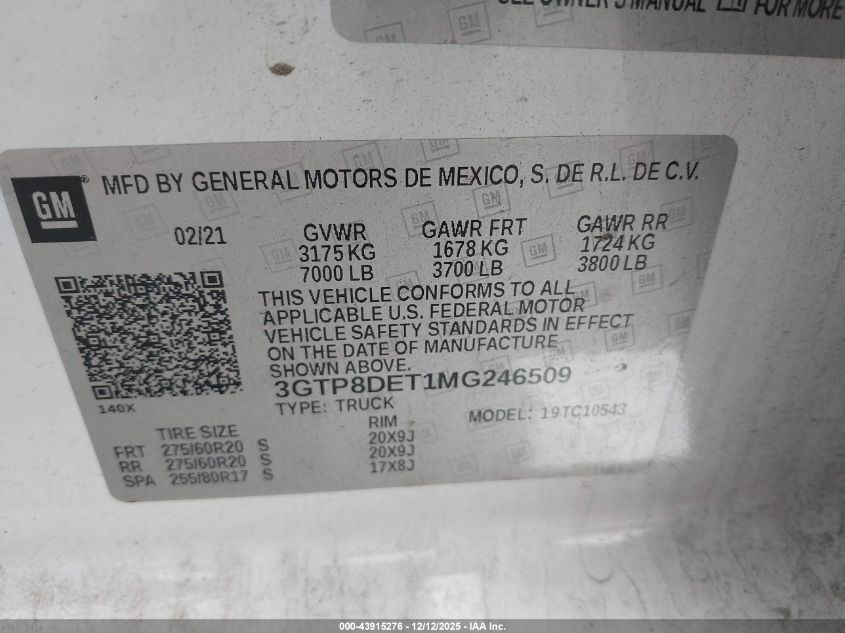 SEE OWNER'S MANUAL FOR MORE
GM
MFD BY GENERAL MOTORS DE MEXICO, S. DE R.L. DE C.V.
02/21 GVWR GAWR FRT GAWR RR
3175 KG 1678 KG 1724 KG
7000 LB 3700 LB 3800 LB
THIS VEHICLE CONFORMS TO ALL
APPLICABLE U.S. FEDERAL MOTOR
VEHICLE SAFETY STANDARDS IN EFFECT
ON THE DATE OF MANUFACTURE
SHOWN ABOVE.
3GTP8DET1MG246509
140X
TYPE: TRUCK MODEL: 19TC10543
TIRE SIZE RIM
FRT 275/60R20 S 20X9J
RR 275/60R20 S 20X9J
SPA 255/80R17 S 17X8J
000-43915276 - 12/12/2025 - IAA Inc.